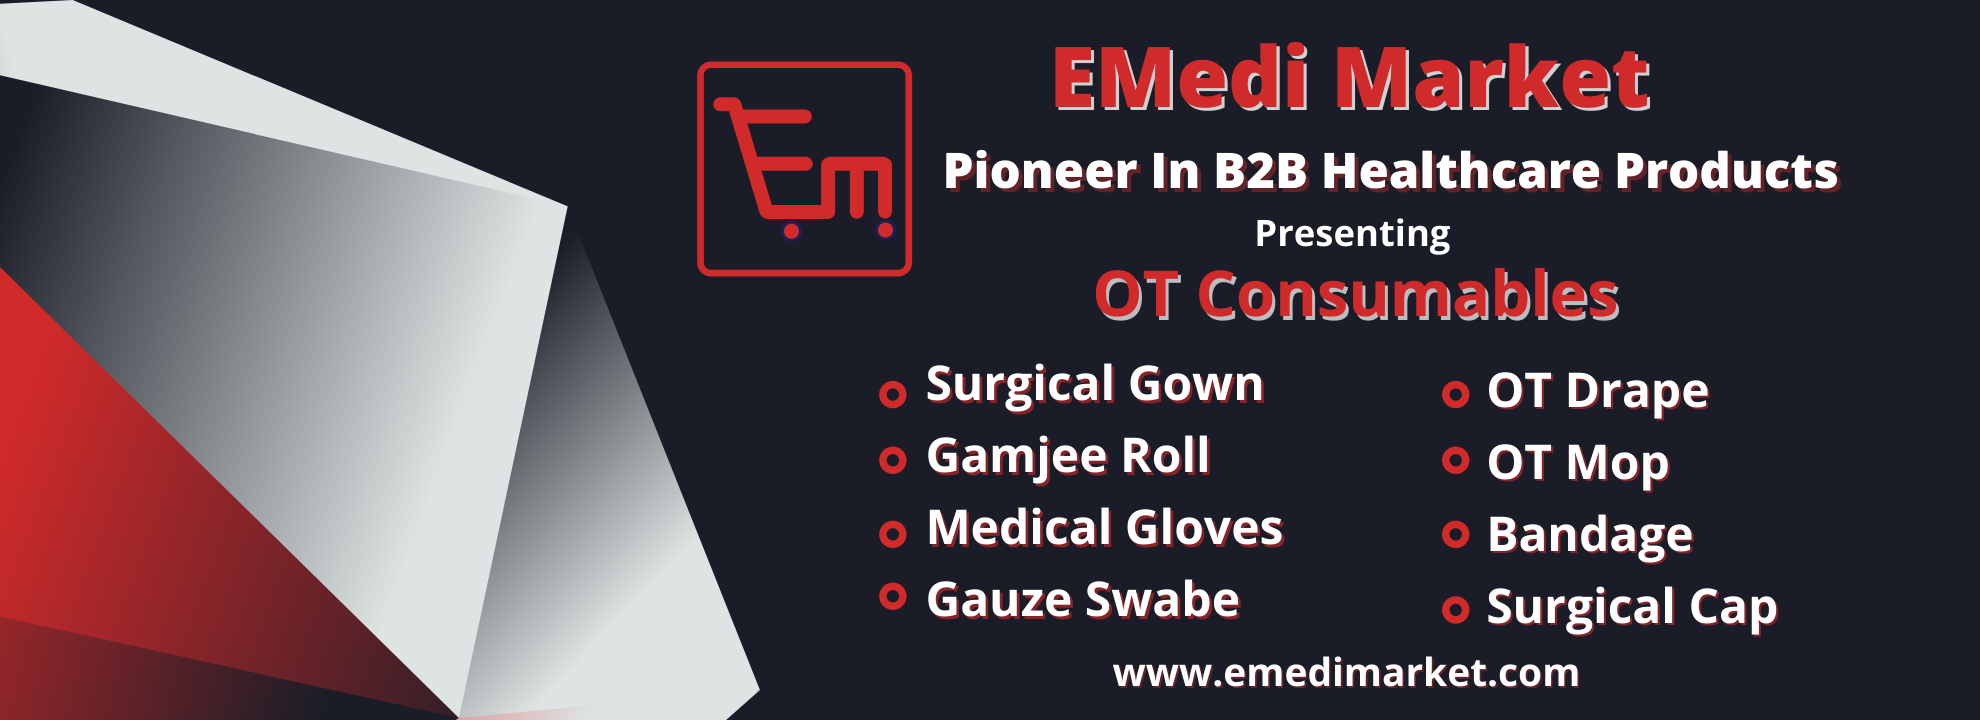 Em
EMedi Market
Pioneer In B2B Healthcare Products
Presenting
OT Consumables
Surgical Gown
Gamjee Roll
Medical Gloves
Gauze Swabe
OT Drape
OT Mop
Bandage
Surgical Cap
www.emedimarket.com